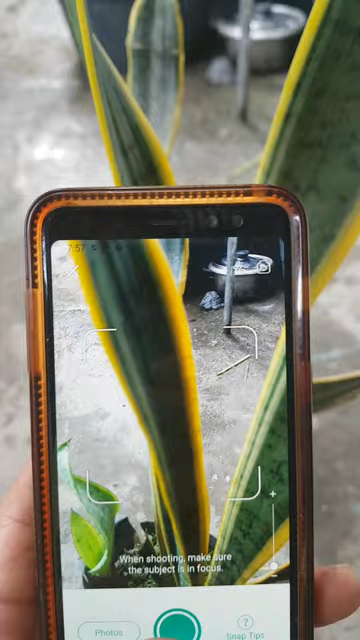 7:57
When shooting, make sure
the subject is in focus.
Photos
?
Snap Tips